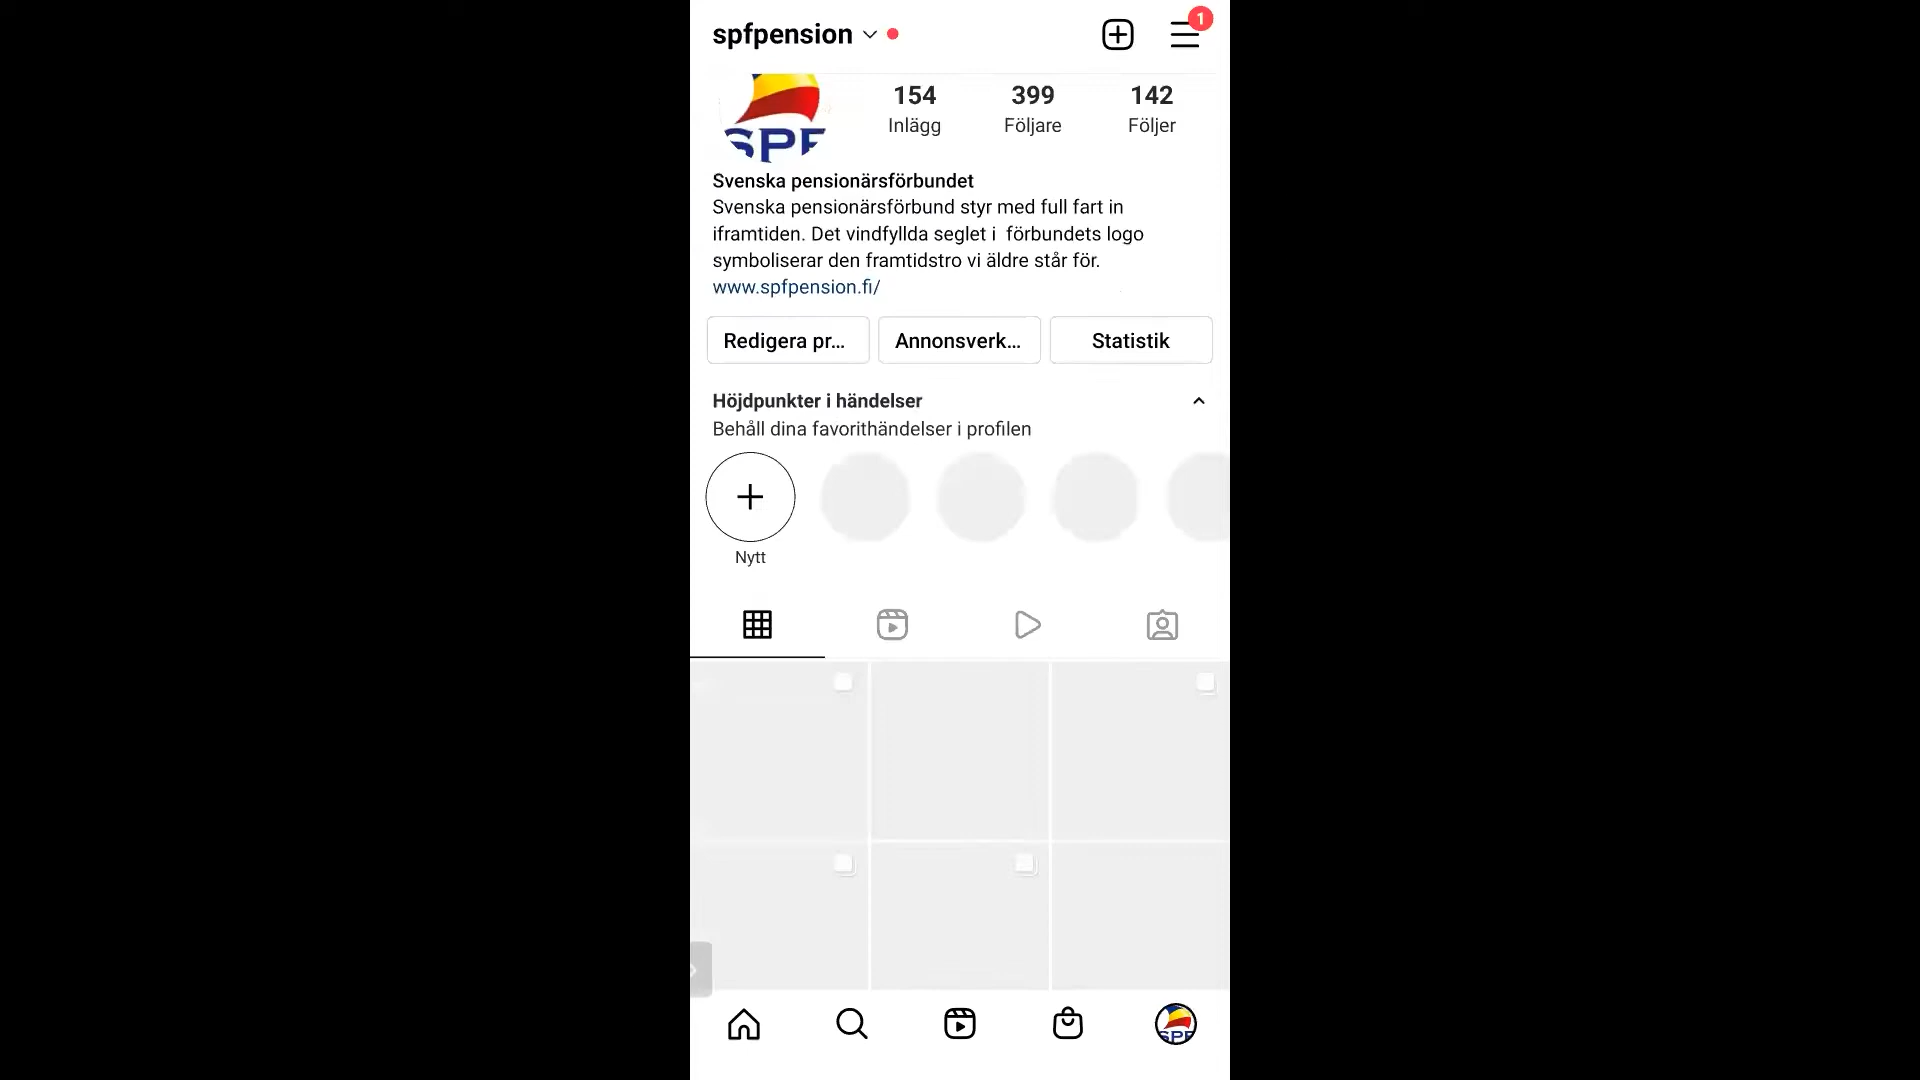 spfpension
1
SPF
154 399 142
Inlägg Följare Följer
Svenska pensionärsförbundet
Svenska pensionärsförbund styr med full fart in
iframtiden. Det vindfyllda seglet i  förbundets logo
symboliserar den framtidstro vi äldre står för.
www.spfpension.fi/
Redigera pr... Annonsverk... Statistik
Höjdpunkter i händelser
Behåll dina favorithändelser i profilen
Nytt
SPF